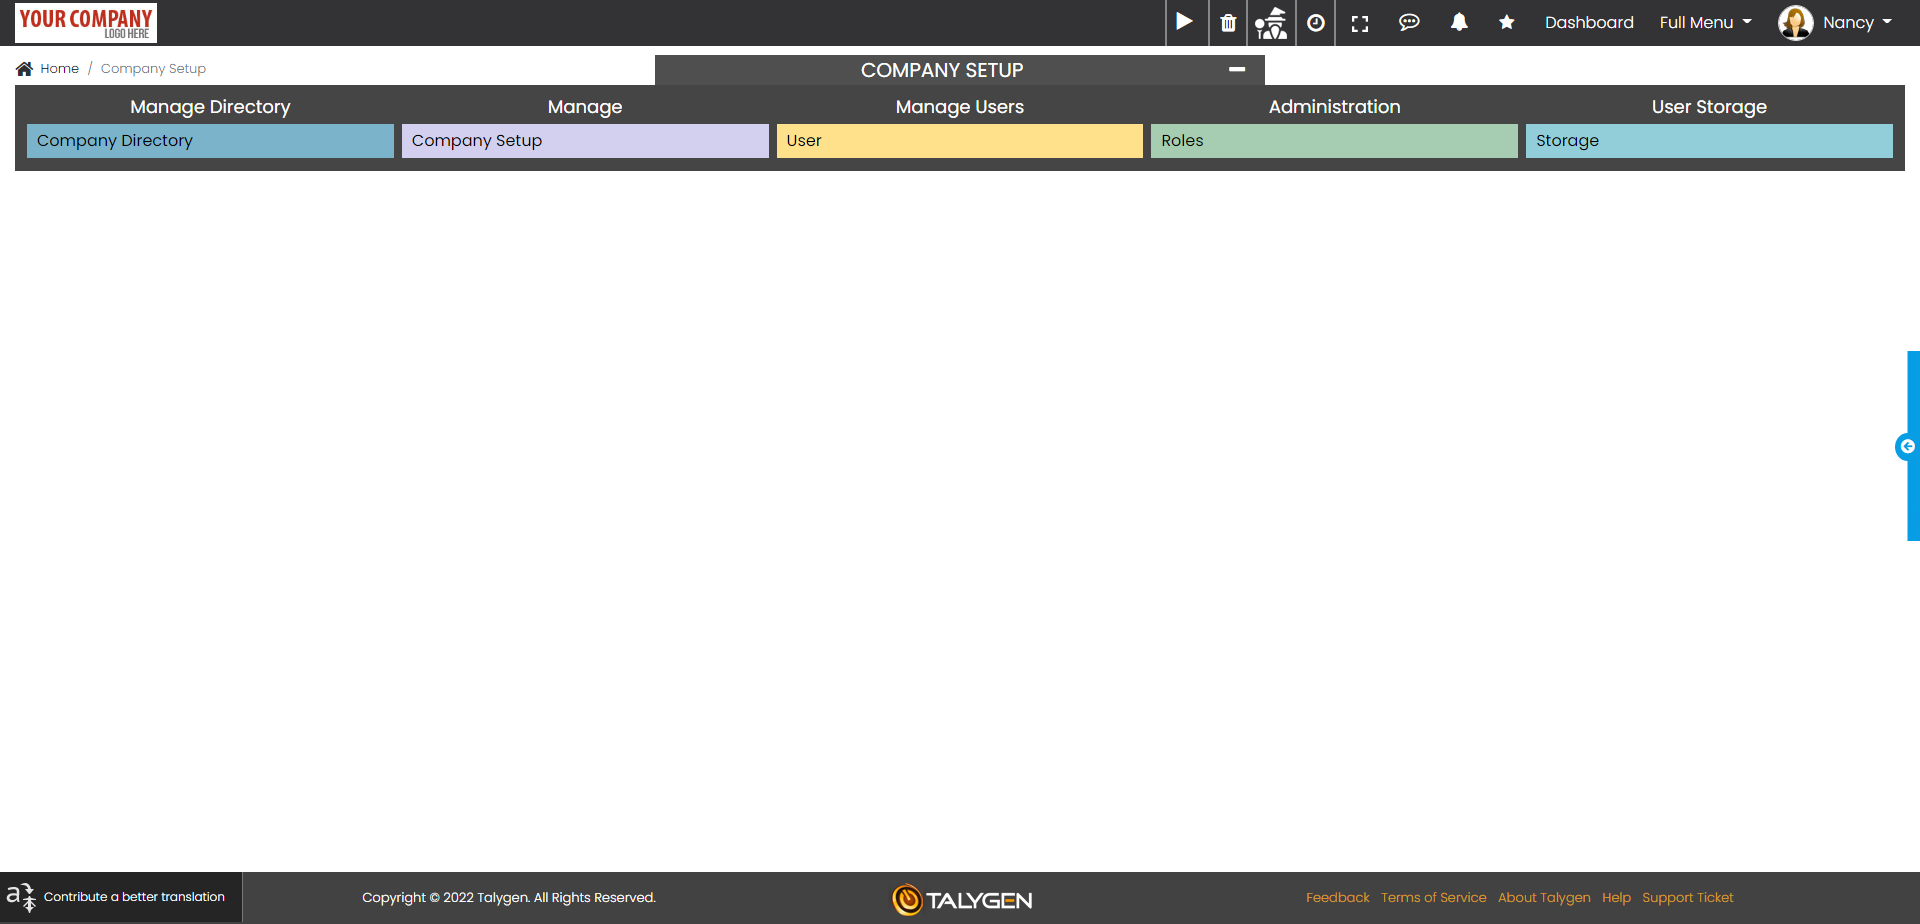 YOUR COMPANY
LOGO HERE
Dashboard Full Menu Nancy
Home / Company Setup
COMPANY SETUP
Manage Directory Manage Manage Users Administration User Storage
Company Directory Company Setup User Roles Storage
Contribute a better translation
Copyright © 2022 Talygen. All Rights Reserved.
TALYGEN
Feedback Terms of Service About Talygen Help Support Ticket